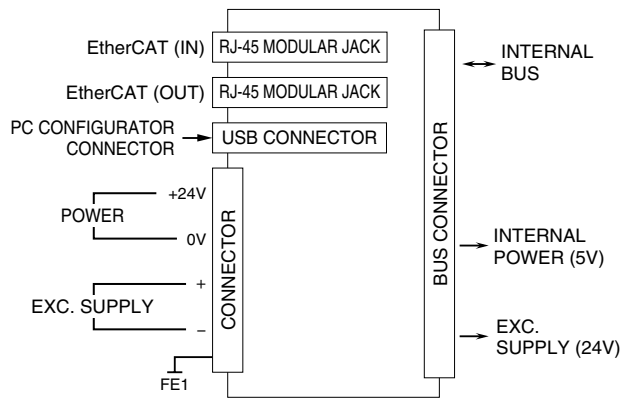 EtherCAT (IN)
RJ-45 MODULAR JACK
INTERNAL
BUS
EtherCAT (OUT)
RJ-45 MODULAR JACK
PC CONFIGURATOR
CONNECTOR
USB CONNECTOR
+24V
POWER
0V
CONNECTOR
BUS CONNECTOR
INTERNAL
POWER (5V)
+
EXC. SUPPLY
−
EXC.
SUPPLY (24V)
FE1